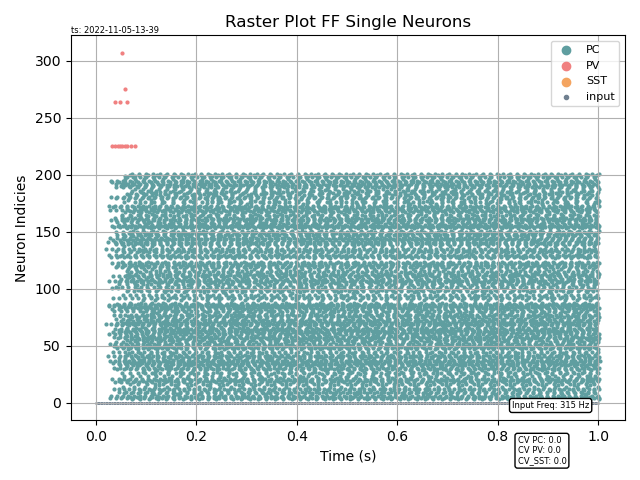 Raster Plot FF Single Neurons
ts: 2022-11-05-13-39
PC
PV
SST
input
300
250
200
150
100
50
0
Neuron Indicies
Input Freq: 315 Hz
0.0 0.2 0.4 0.6 0.8 1.0
Time (s)
CV PC: 0.0
CV PV: 0.0
CV_SST: 0.0